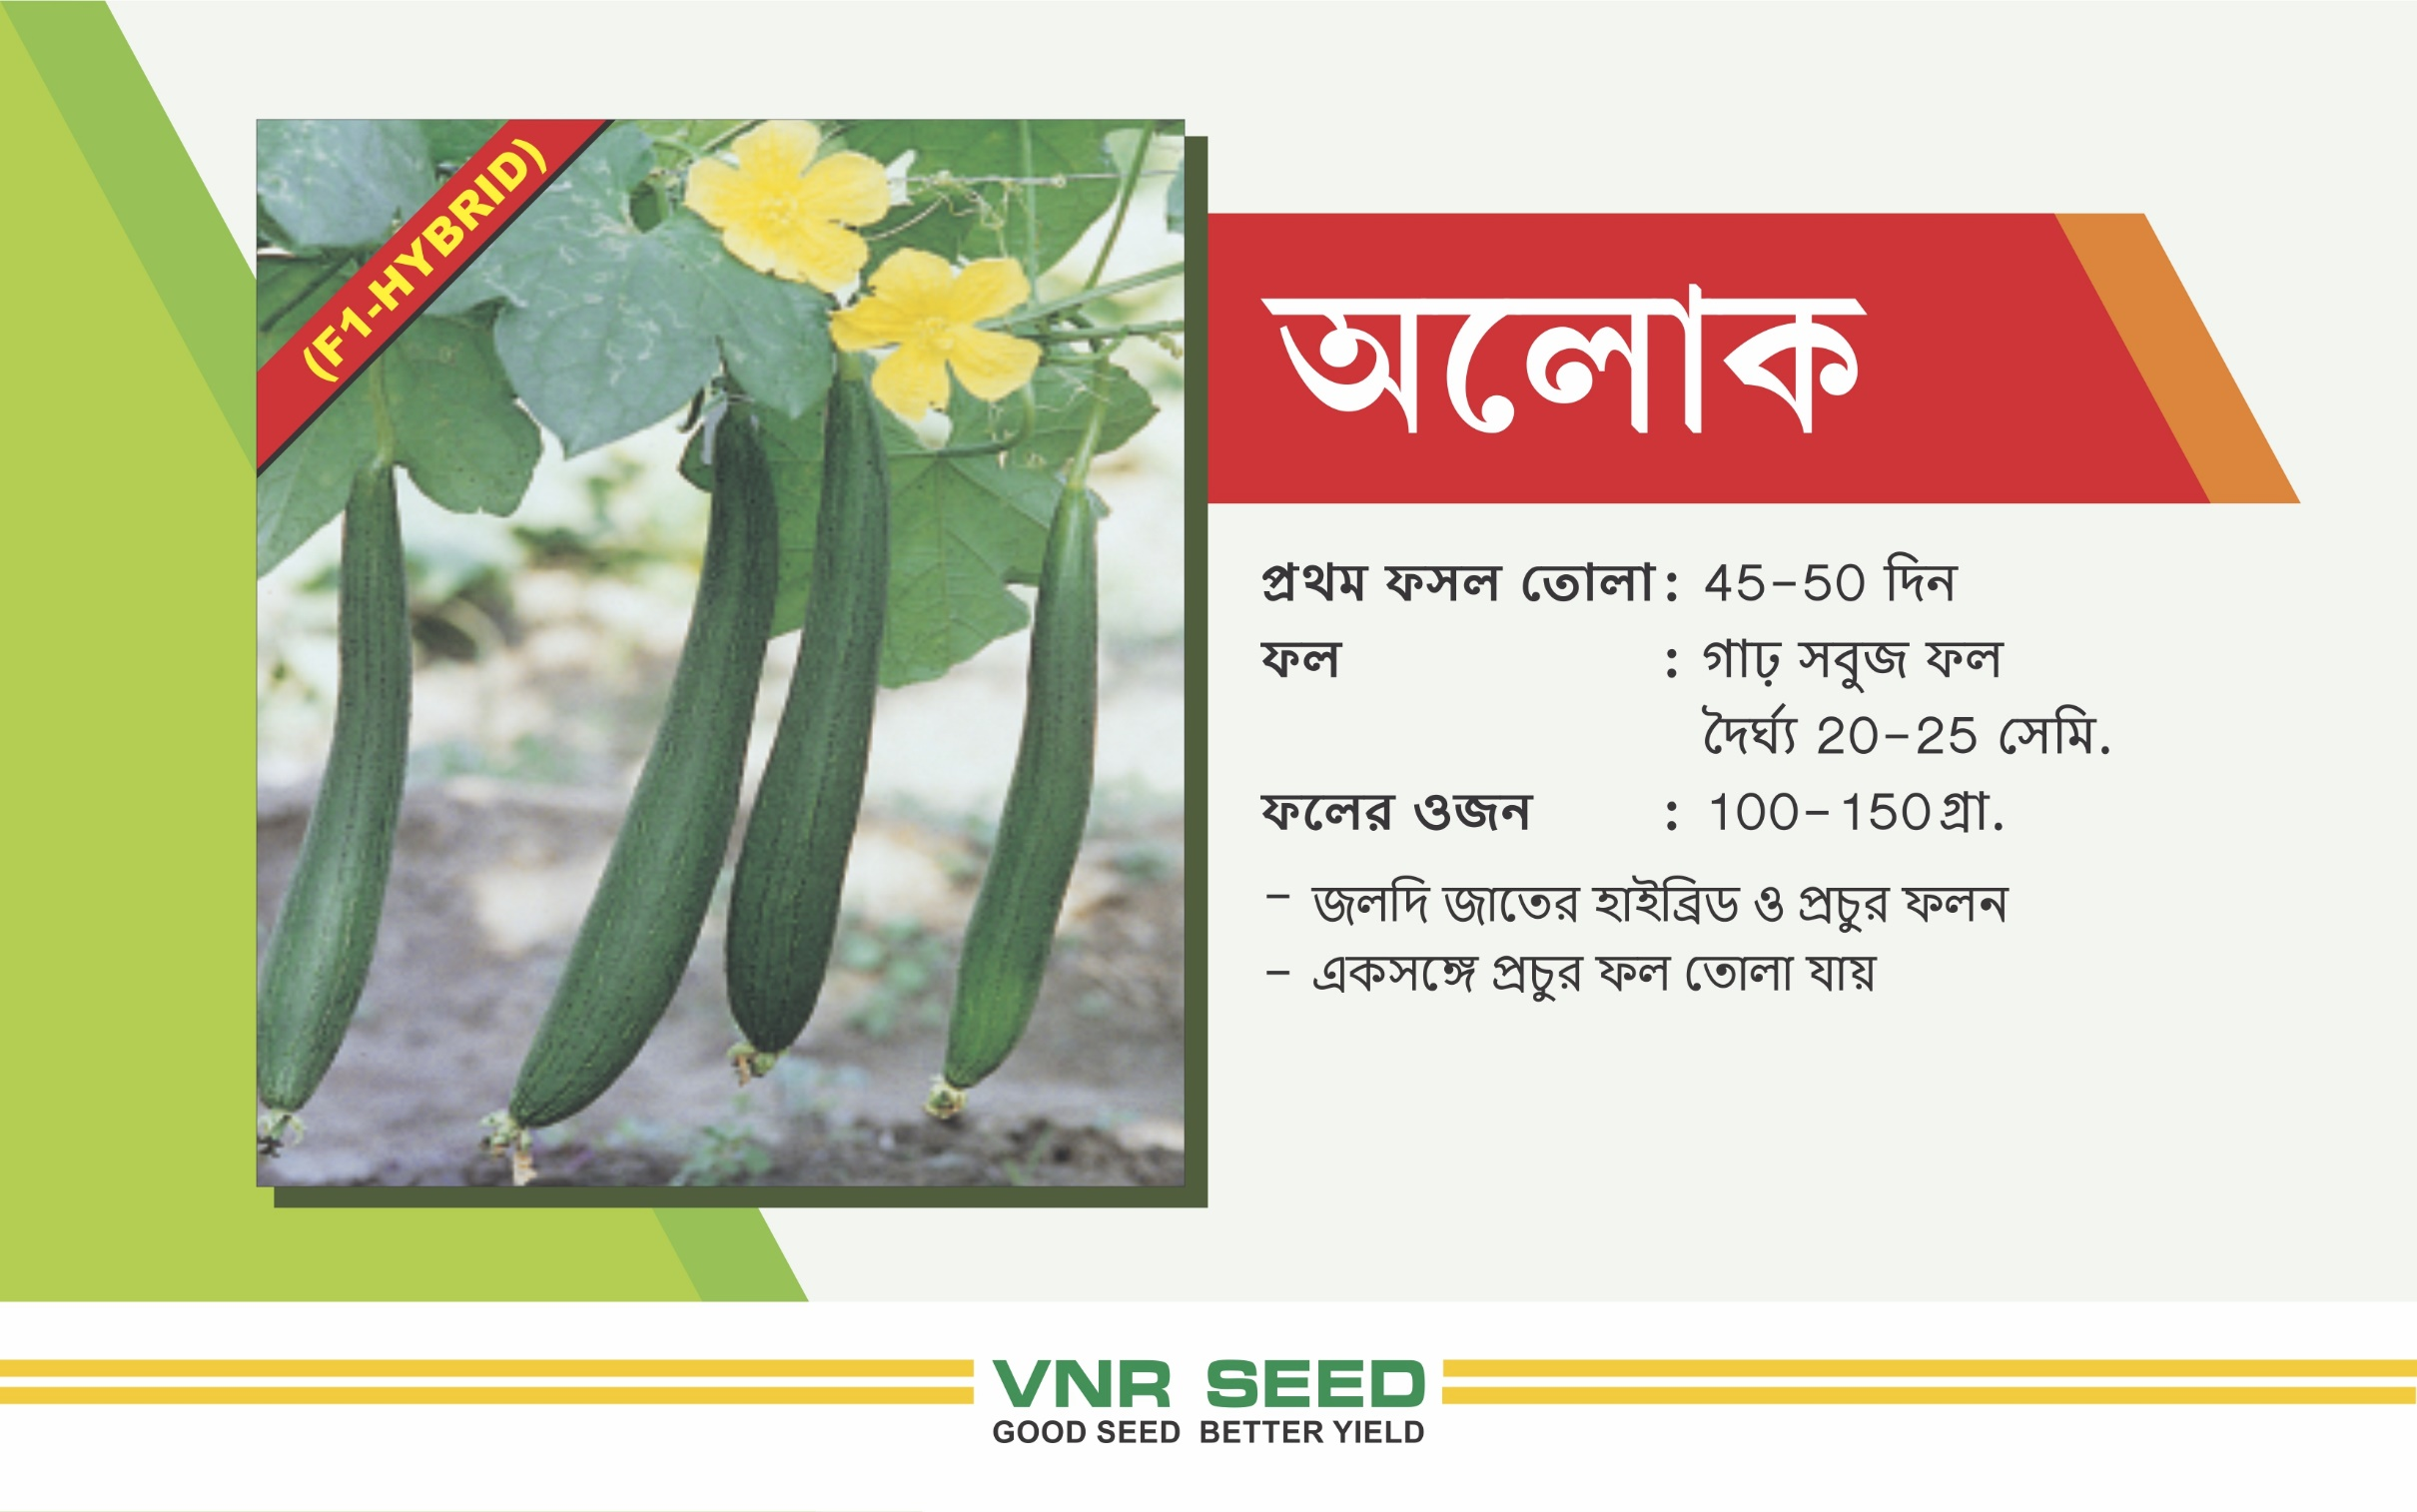 (F1-HYBRID))
অলোক
প্রথম ফসল তোলা : 45-50 দিন
ফল : গাঢ় সবুজ ফল
দৈর্ঘ্য 20-25 সেমি.
ফলের ওজন : 100-150 গ্রা.
- জলদি জাতের হাইব্রিড ও প্রচুর ফলন
- একসঙ্গে প্রচুর ফল তোলা যায়
VNR SEED
GOOD SEED BETTER YIELD